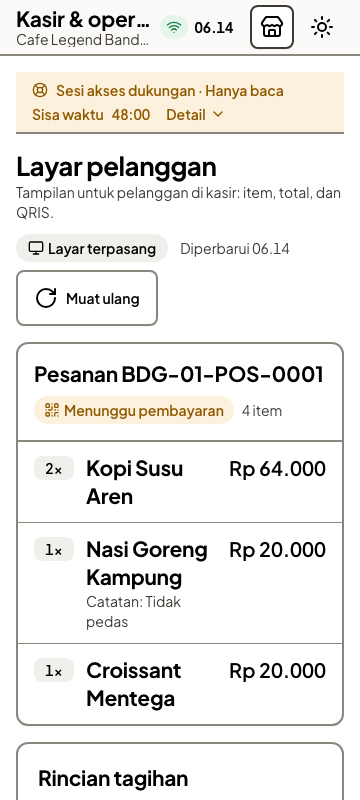 Kasir & oper...
Cafe Legend Band...
06.14
Sesi akses dukungan · Hanya baca
Sisa waktu 48:00 Detail
Layar pelanggan
Tampilan untuk pelanggan di kasir: item, total, dan
QRIS.
Layar terpasang Diperbarui 06.14
Muat ulang
Pesanan BDG-01-POS-0001
Menunggu pembayaran 4 item
2× Kopi Susu Rp 64.000
Aren
1× Nasi Goreng Rp 20.000
Kampung
Catatan: Tidak
pedas
1× Croissant Rp 20.000
Mentega
Rincian tagihan